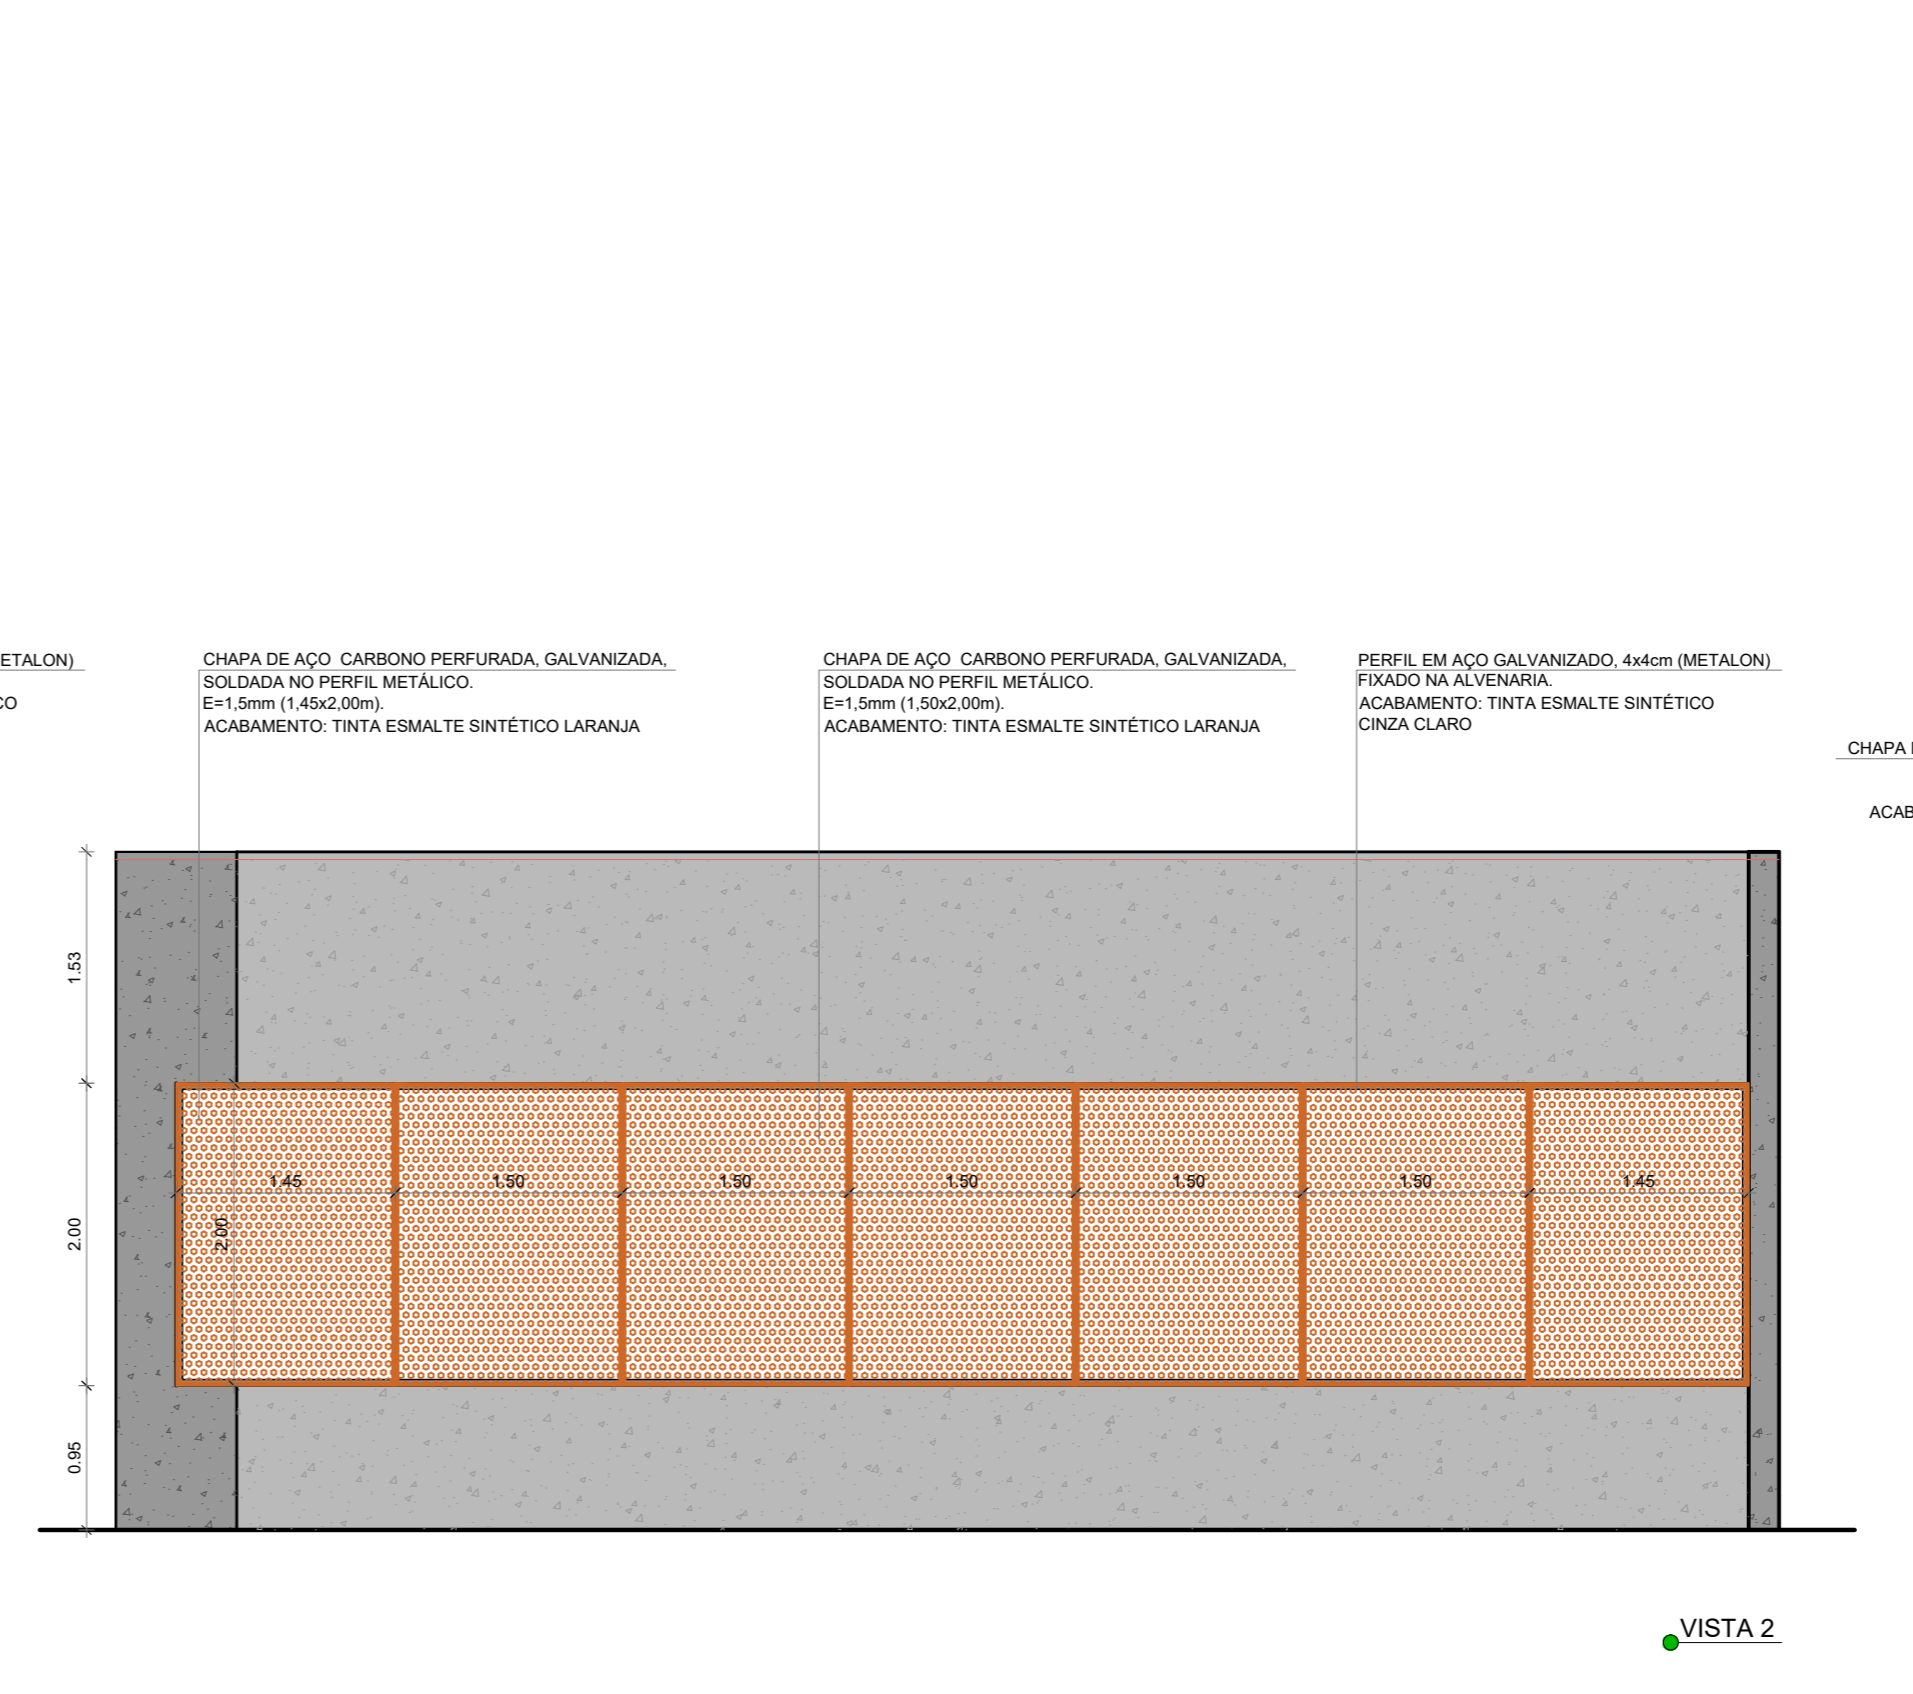 ETALON)
CO
CHAPA DE AÇO  CARBONO PERFURADA, GALVANIZADA,
SOLDADA NO PERFIL METÁLICO.
E=1,5mm (1,45x2,00m).
ACABAMENTO: TINTA ESMALTE SINTÉTICO LARANJA
CHAPA DE AÇO  CARBONO PERFURADA, GALVANIZADA,
SOLDADA NO PERFIL METÁLICO.
E=1,5mm (1,50x2,00m).
ACABAMENTO: TINTA ESMALTE SINTÉTICO LARANJA
PERFIL EM AÇO GALVANIZADO, 4x4cm (METALON)
FIXADO NA ALVENARIA.
ACABAMENTO: TINTA ESMALTE SINTÉTICO
CINZA CLARO
CHAPA
ACAB
1.53
2.00
0.95
1.45
1.50
1.50
1.50
1.50
1.50
1.45
2.00
VISTA 2